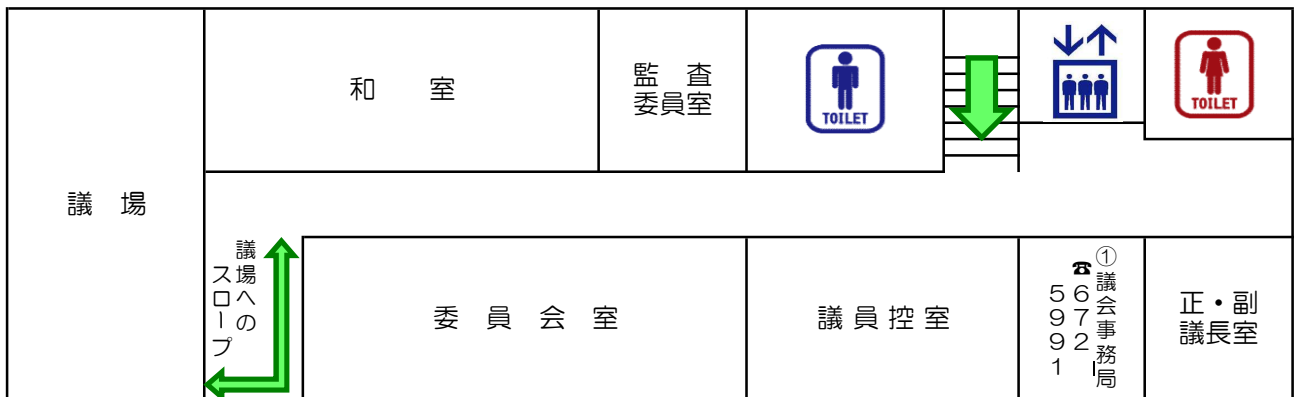 議　場
和　　室
監　査
委員室
TOILET
TOILET
議場への
スロープ
委　員　会　室
議 員 控 室
①議会事務局
☎６７２－
５９９１
正・副
議長室